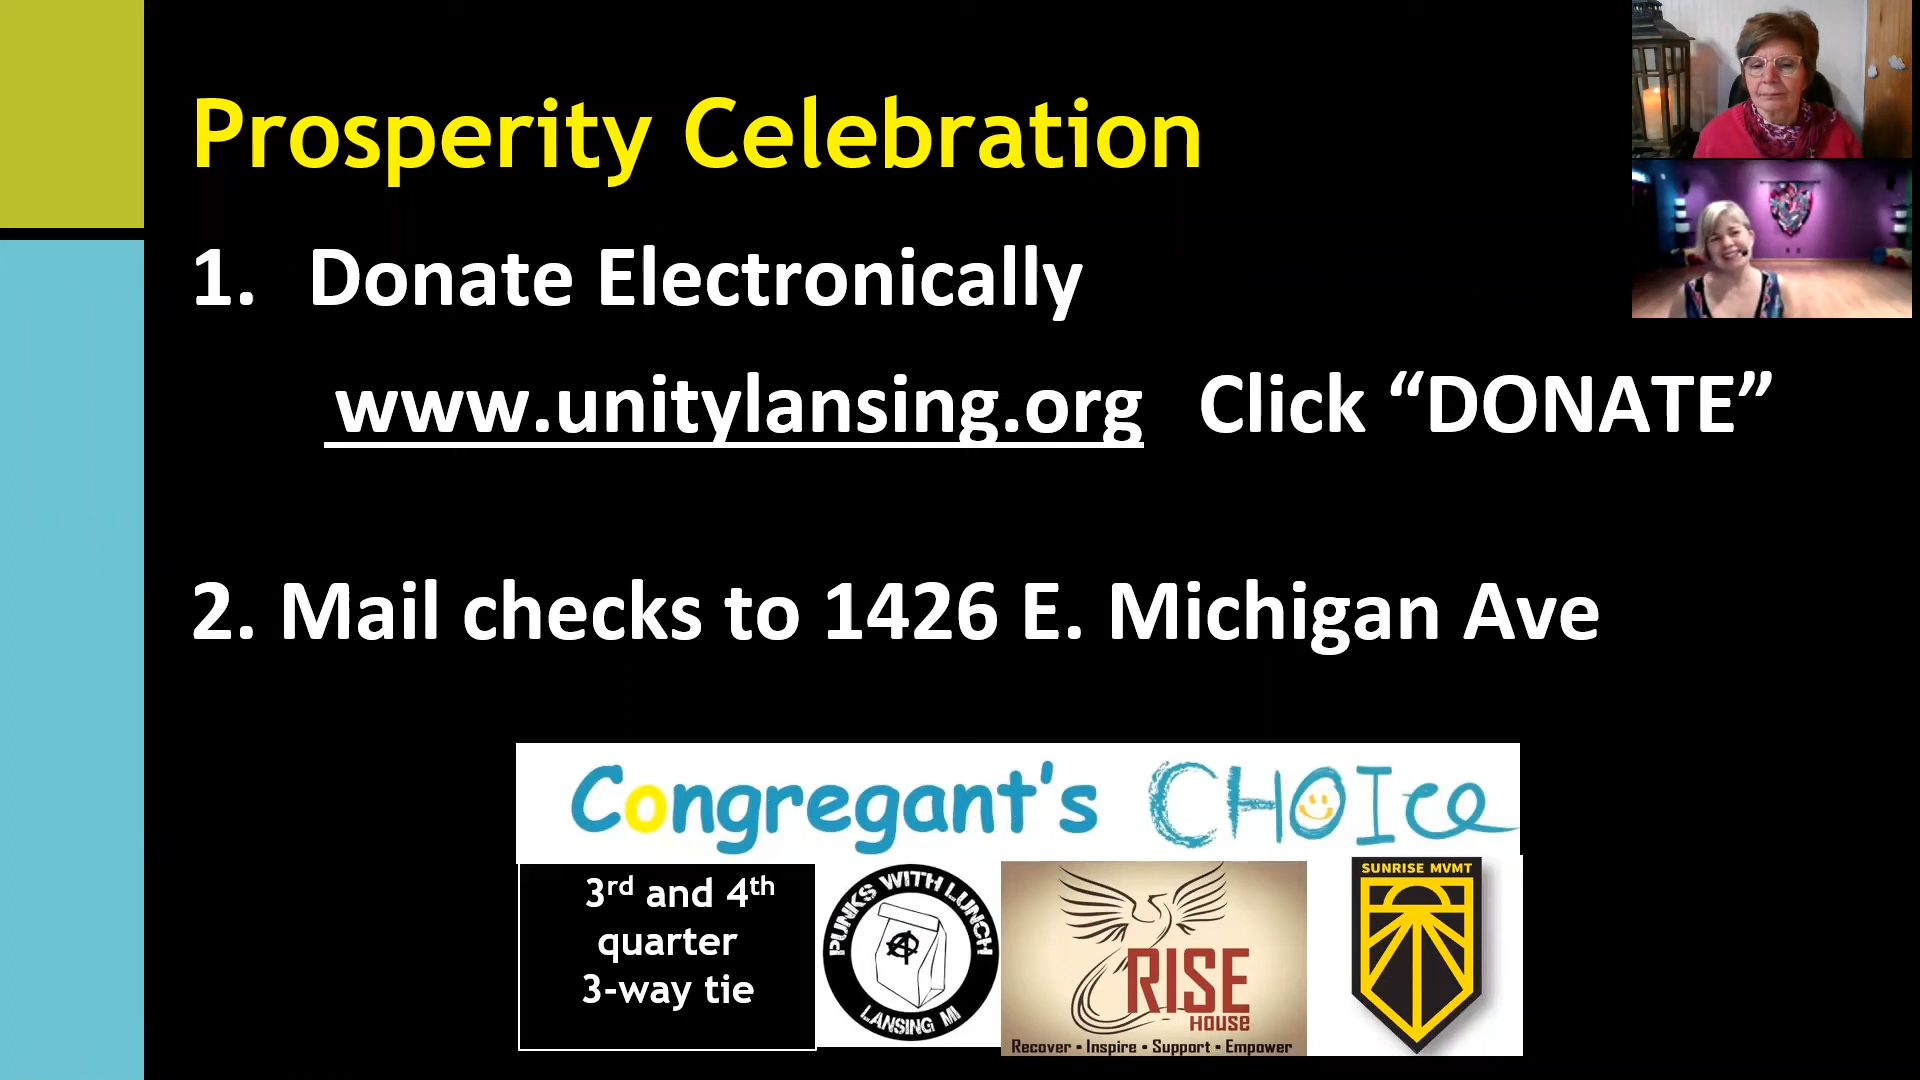 Prosperity Celebration
1. Donate Electronically
www.unitylansing.org Click “DONATE”
2. Mail checks to 1426 E. Michigan Ave
Congregant's CHOIce
3rd and 4th
quarter
3-way tie
PUNKS WITH LUNCH
LANSING MI
RISE
HOUSE
Recover • Inspire • Support • Empower
SUNRISE MVMT